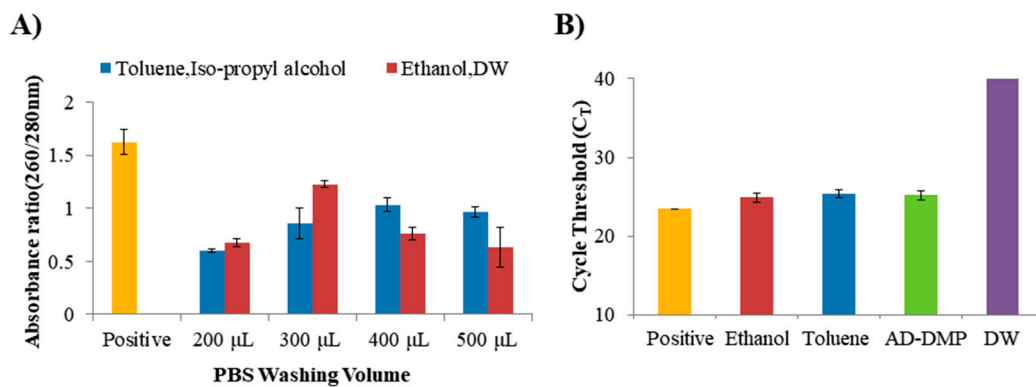 A)
Toluene,Iso-propyl alcohol
Ethanol,DW
Absorbance ratio(260/280nm)
2
1.5
1
0.5
0
Positive
200 μL
300 μL
400 μL
500 μL
PBS Washing Volume
B)
Cycle Threshold (CT)
40
30
20
10
Positive
Ethanol
Toluene
AD-DMP
DW